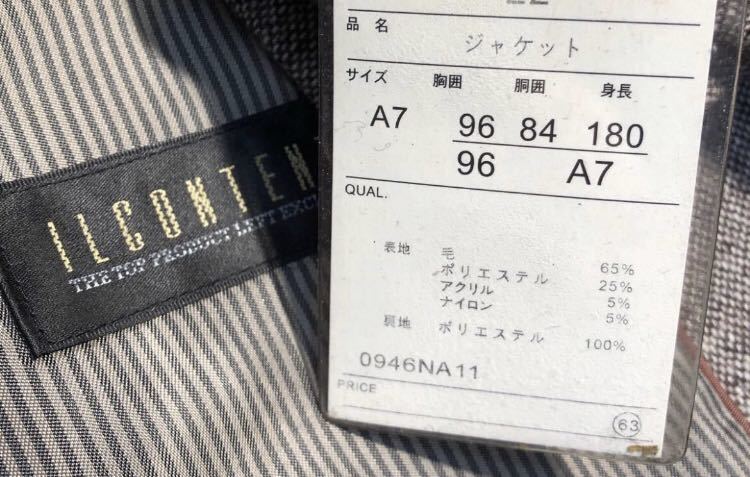 ILCONTE
THE TOP PRODUCT LEFT EXCL
品名
ジャケット
サイズ 胸囲 胴囲 身長
A7 96 84 180
96 A7
QUAL.
表地 毛 65%
ポリエステル 25%
アクリル 5%
ナイロン 5%
裏地 ポリエステル 100%
0946NA11
PRICE
63